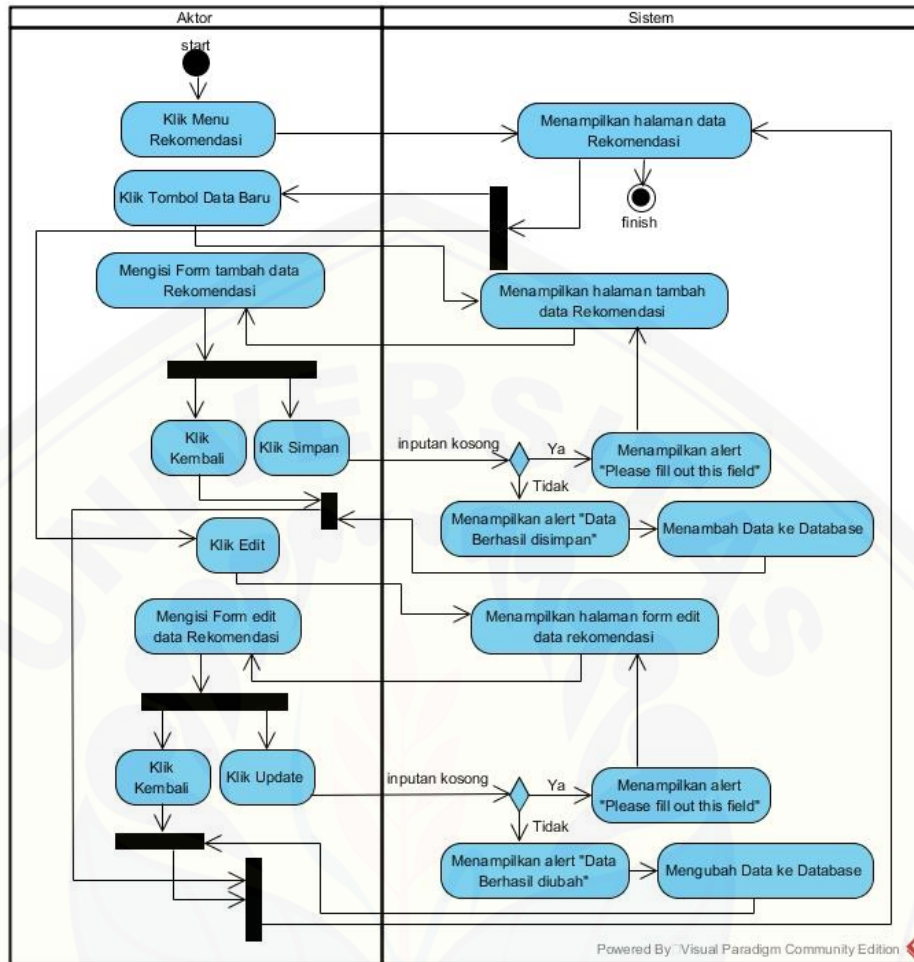 Aktor
Sistem
start
Klik Menu
Rekomendasi
Menampilkan halaman data
Rekomendasi
Klik Tombol Data Baru
finish
Mengisi Form tambah data
Rekomendasi
Menampilkan halaman tambah
data Rekomendasi
Klik
Kembali
Klik Simpan
inputan kosong
Ya
Menampilkan alert
"Please fill out this field"
Tidak
Menampilkan alert "Data
Berhasil disimpan"
Menambah Data ke Database
Klik Edit
Mengisi Form edit
data Rekomendasi
Menampilkan halaman form edit
data rekomendasi
Klik
Kembali
Klik Update
inputan kosong
Ya
Menampilkan alert
"Please fill out this field"
Tidak
Menampilkan alert "Data
Berhasil diubah"
Mengubah Data ke Database
Powered By Visual Paradigm Community Edition
UNIVERSITAS